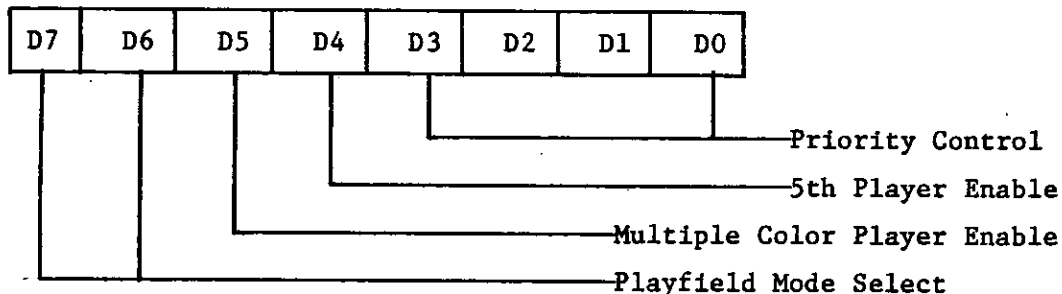 D7 D6 D5 D4 D3 D2 D1 D0
Priority Control
5th Player Enable
Multiple Color Player Enable
Playfield Mode Select